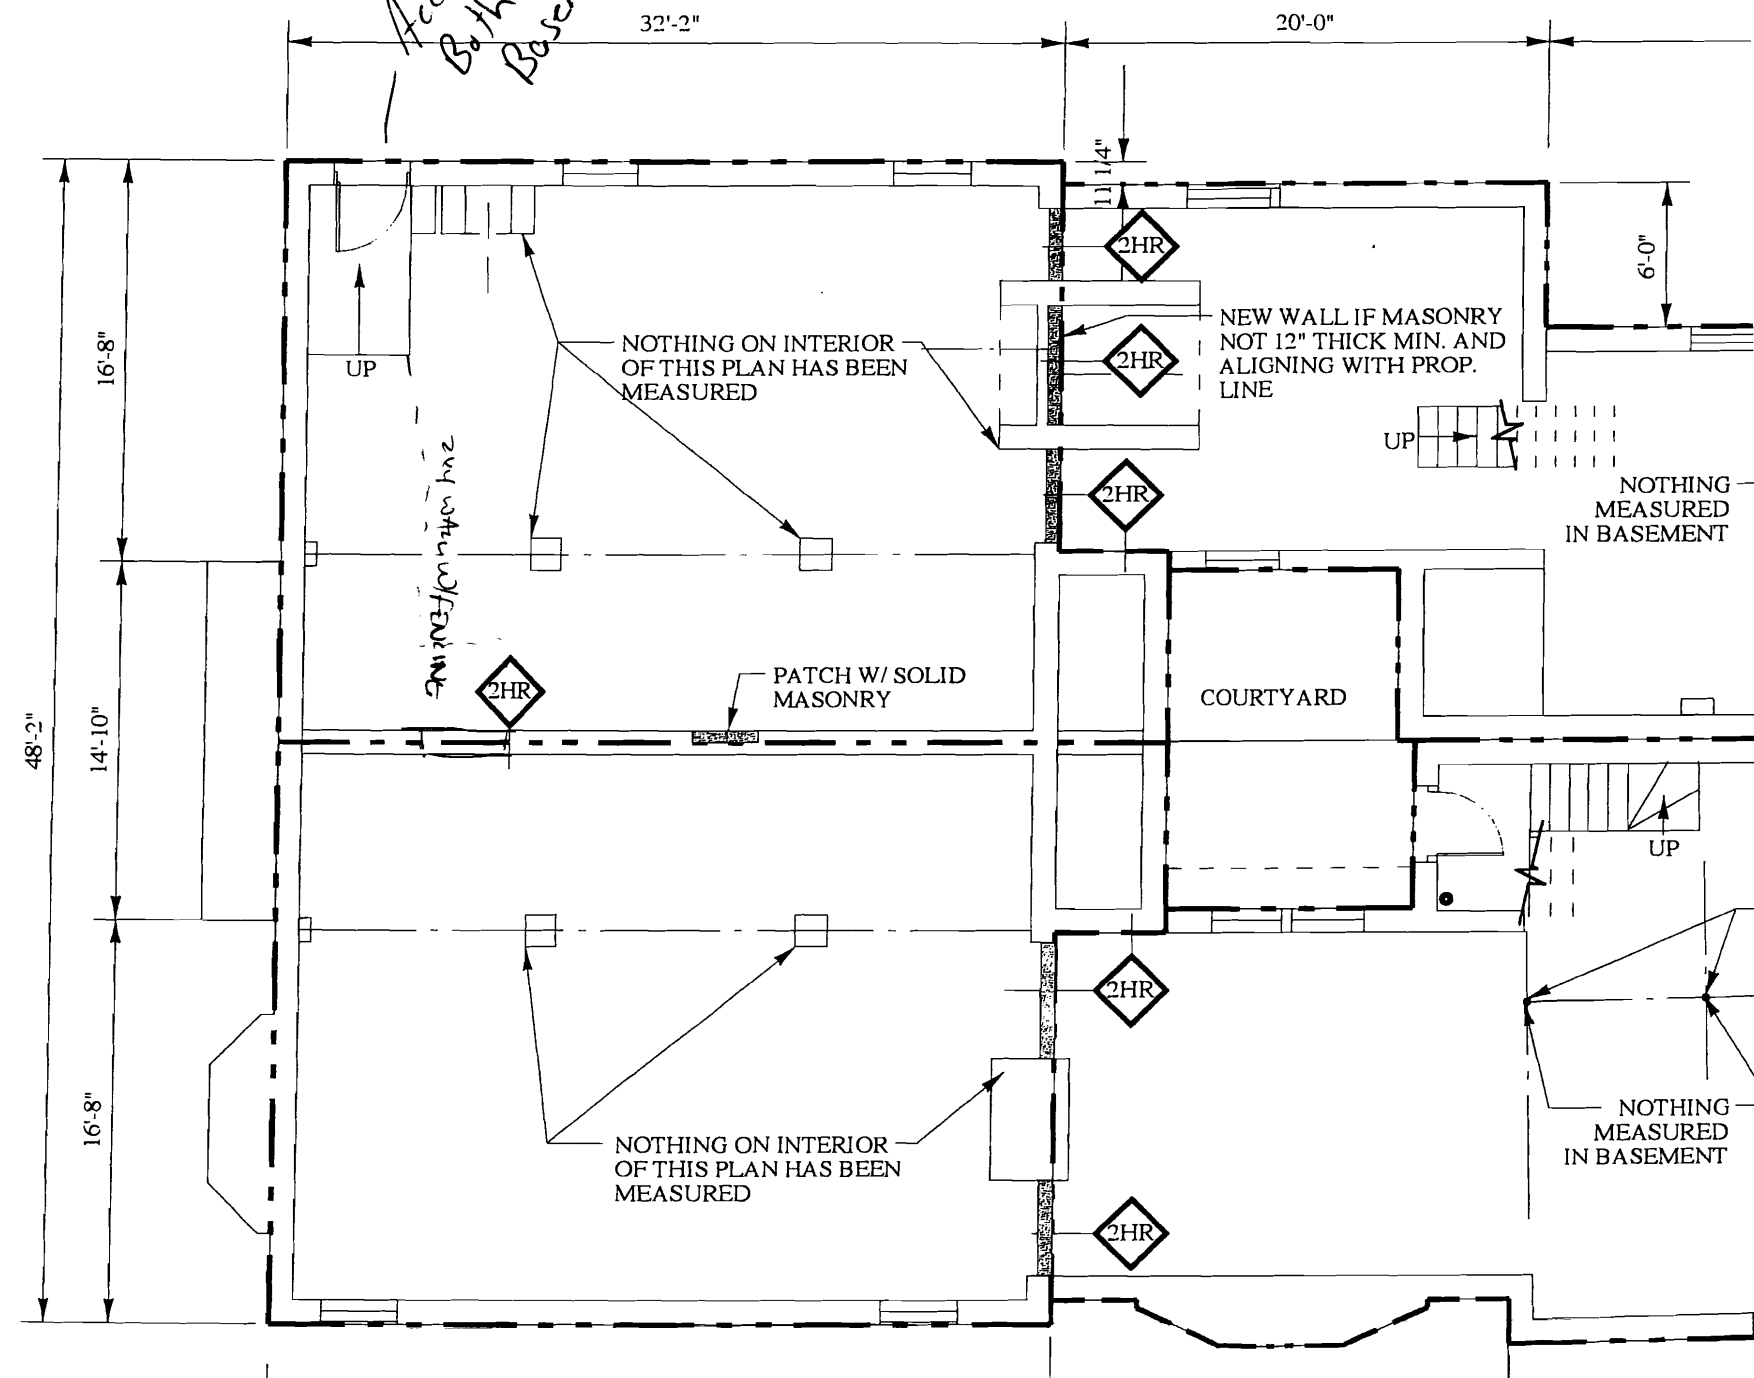 Acc
Both
Base
32'-2"
20'-0"
11 1/4"
6'-0"
2HR
NEW WALL IF MASONRY
NOT 12" THICK MIN. AND
ALIGNING WITH PROP.
LINE
2HR
NOTHING ON INTERIOR
OF THIS PLAN HAS BEEN
MEASURED
UP
16'-8"
UP
2HR
NOTHING
MEASURED
IN BASEMENT
2HR
PATCH W/ SOLID
MASONRY
COURTYARD
48'-2"
14'-10"
UP
2HR
NOTHING ON INTERIOR
OF THIS PLAN HAS BEEN
MEASURED
16'-8"
NOTHING
MEASURED
IN BASEMENT
2HR